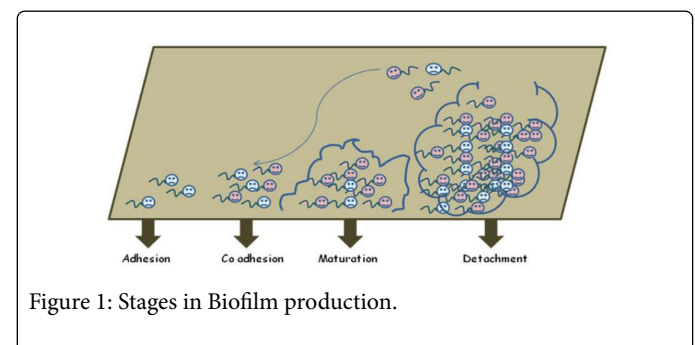 Adhesion Co adhesion Maturation Detachment
Figure 1: Stages in Biofilm production.